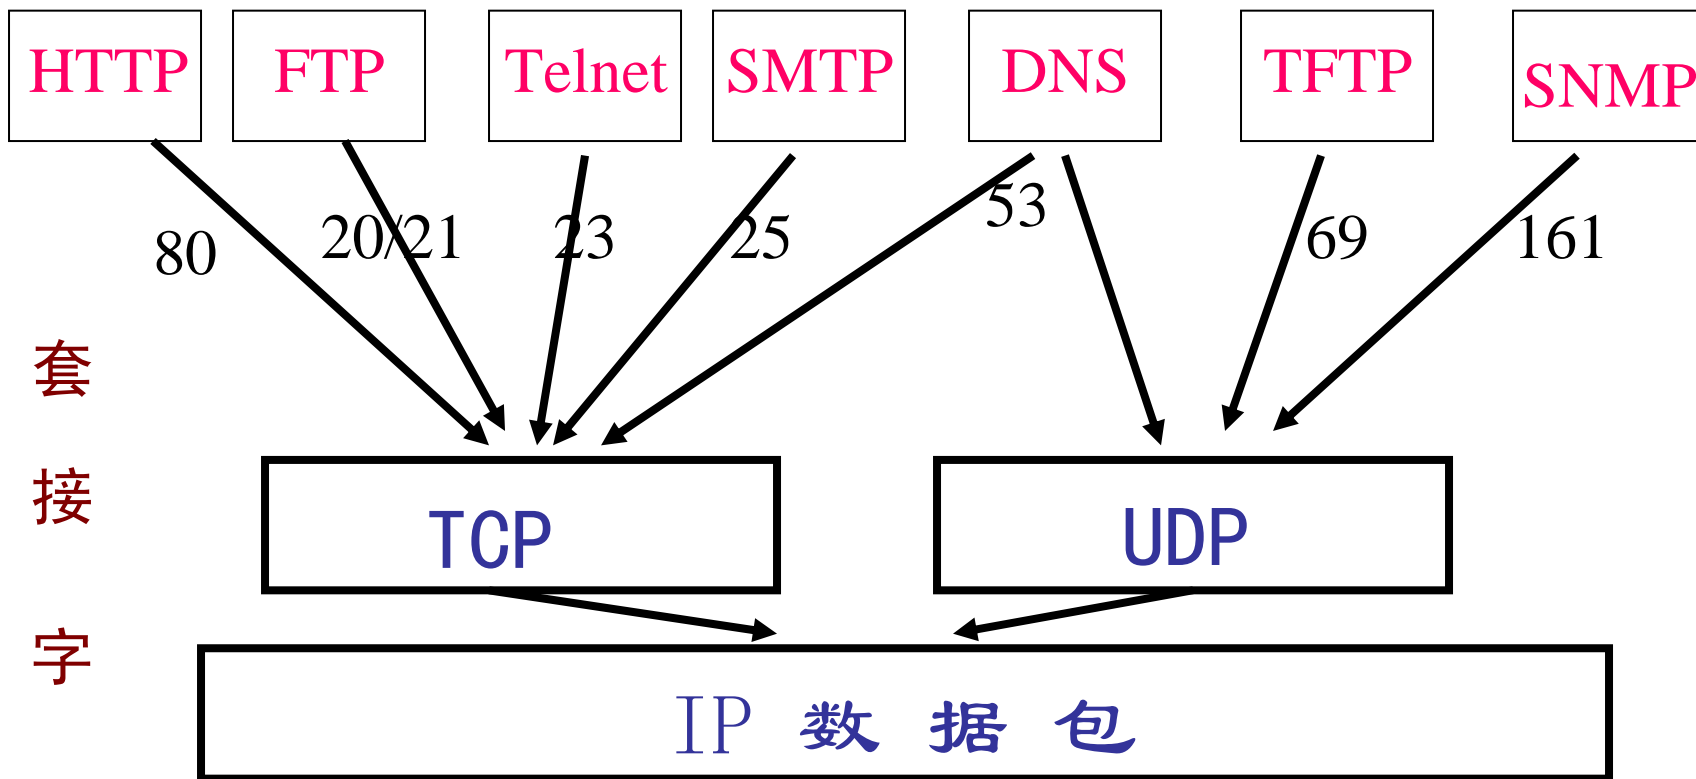 HTTP FTP Telnet SMTP DNS TFTP SNMP
80 20/21 23 25 53 69 161
套
接
字
TCP UDP
IP 数 据 包